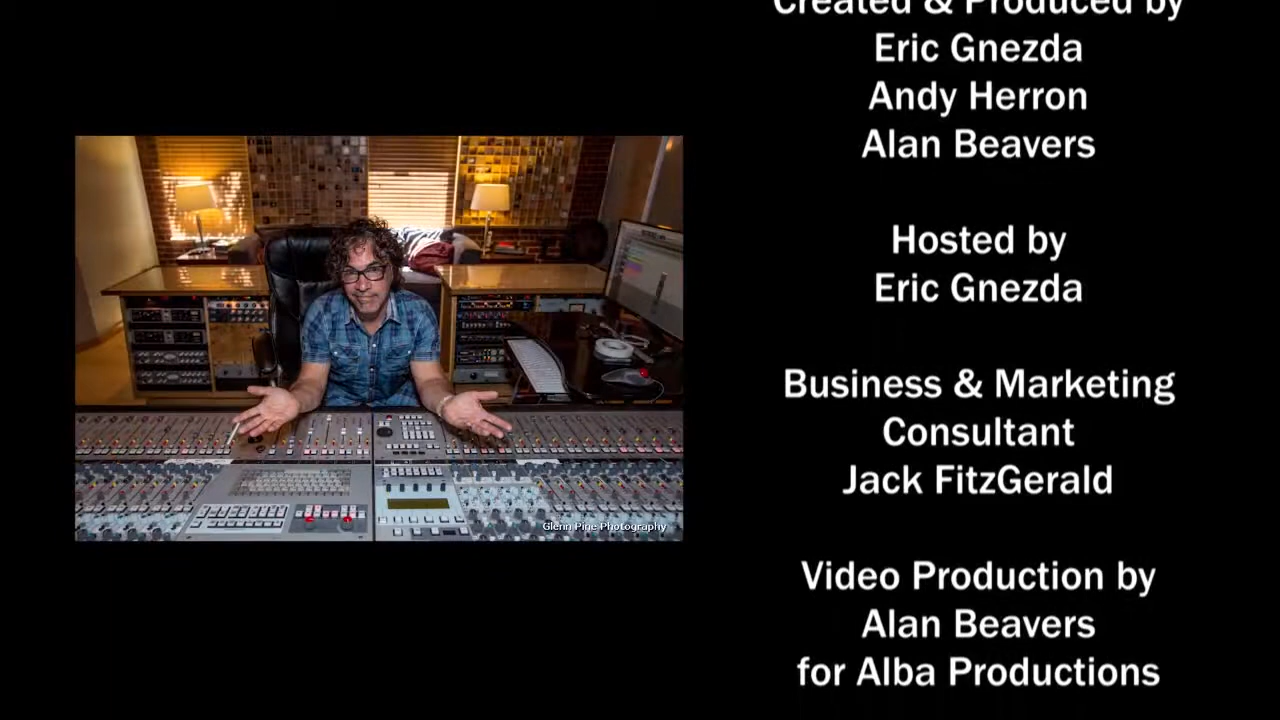 Created & Produced by
Eric Gnezda
Andy Herron
Alan Beavers
Hosted by
Eric Gnezda
Business & Marketing
Consultant
Jack FitzGerald
Video Production by
Alan Beavers
for Alba Productions
Glenn Pine Photography